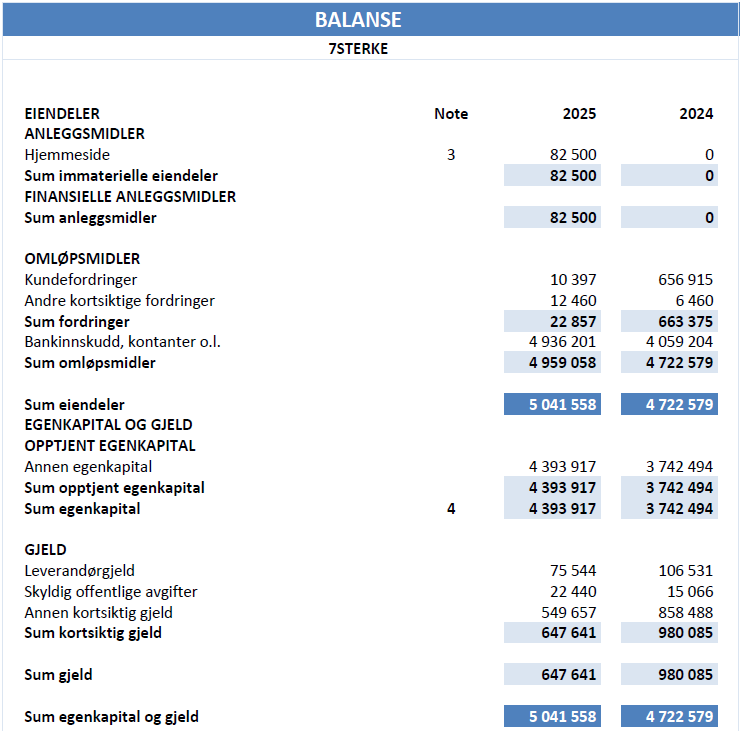 BALANSE
7STERKE
EIENDELER Note 2025 2024
ANLEGGSMIDLER
Hjemmeside 3 82 500 0
Sum immaterielle eiendeler 82 500 0
FINANSIELLE ANLEGGSMIDLER
Sum anleggsmidler 82 500 0
OMLØPSMIDLER
Kundefordringer 10 397 656 915
Andre kortsiktige fordringer 12 460 6 460
Sum fordringer 22 857 663 375
Bankinnskudd, kontanter o.l. 4 936 201 4 059 204
Sum omløpsmidler 4 959 058 4 722 579
Sum eiendeler 5 041 558 4 722 579
EGENKAPITAL OG GJELD
OPPTJENT EGENKAPITAL
Annen egenkapital 4 393 917 3 742 494
Sum opptjent egenkapital 4 393 917 3 742 494
Sum egenkapital 4 4 393 917 3 742 494
GJELD
Leverandørgjeld 75 544 106 531
Skyldig offentlige avgifter 22 440 15 066
Annen kortsiktig gjeld 549 657 858 488
Sum kortsiktig gjeld 647 641 980 085
Sum gjeld 647 641 980 085
Sum egenkapital og gjeld 5 041 558 4 722 579